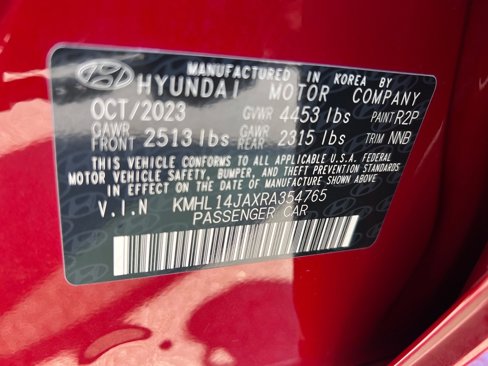 MANUFACTURED IN KOREA BY
HYUNDAI MOTOR COMPANY
OCT/2023 GVWR 4453 lbs PAINT R2P
GAWR FRONT 2513 lbs GAWR REAR 2315 lbs TRIM NNB
THIS VEHICLE CONFORMS TO ALL APPLICABLE U.S.A. FEDERAL
MOTOR VEHICLE SAFETY, BUMPER, AND THEFT PREVENTION STANDARDS
IN EFFECT ON THE DATE OF MANUFACTURE SHOWN ABOVE.
V.I.N KMHL14JAXRA354765
PASSENGER CAR